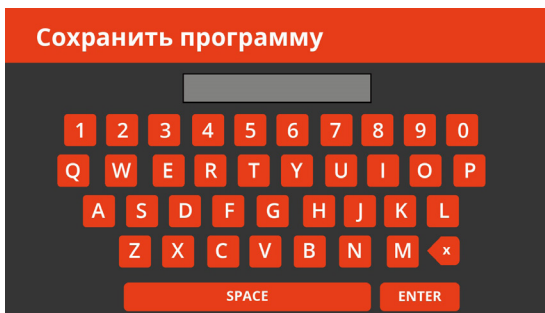 Сохранить программу
1 2 3 4 5 6 7 8 9 0
Q W E R T Y U I O P
A S D F G H J K L
Z X C V B N M x
SPACE ENTER